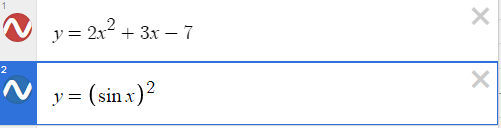 1
y = 2x² + 3x − 7
2
y = (sin x)²